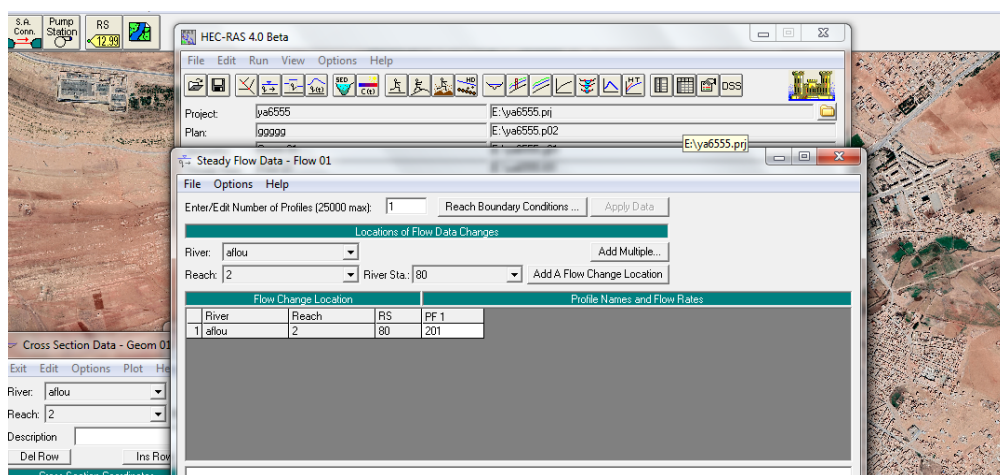 S.A.
Conn.
Pump
Station
RS
12.99
HEC-RAS 4.0 Beta
File Edit Run View Options Help
SED
C(t)
HD
H.T.
DSS
Project: ya6555 E:\ya6555.prj
Plan: ggggg E:\ya6555.p02
E:\ya6555.prj
Steady Flow Data - Flow 01
File Options Help
Enter/Edit Number of Profiles (25000 max): 1 Reach Boundary Conditions ... Apply Data
Locations of Flow Data Changes
River: aflou Add Multiple...
Reach: 2 River Sta.: 80 Add A Flow Change Location
Flow Change Location Profile Names and Flow Rates
River Reach RS PF 1
1 aflou 2 80 201
Cross Section Data - Geom 01
Exit Edit Options Plot He
River: aflou
Reach: 2
Description
Del Row Ins Row